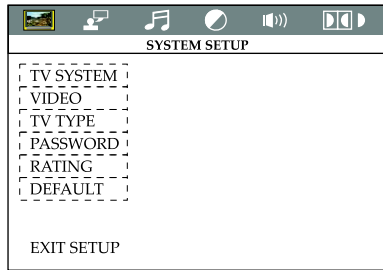 SYSTEM SETUP
TV SYSTEM
VIDEO
TV TYPE
PASSWORD
RATING
DEFAULT
EXIT SETUP